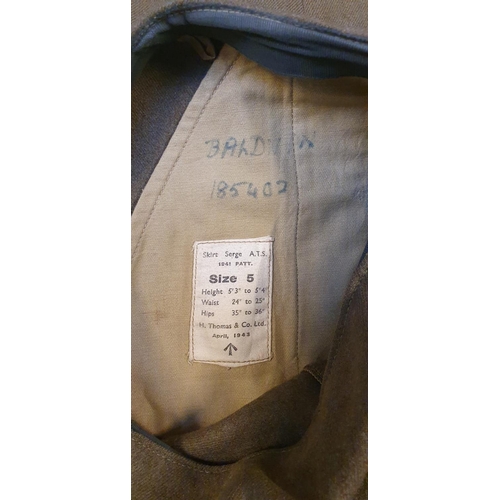 BALDWIN
185402
Skirt Serge A.T.S.
1941 PATT.
Size 5
Height 5'3" to 5'4"
Waist 24" to 25"
Hips 35" to 36"
H. Thomas & Co. Ltd.
April, 1943